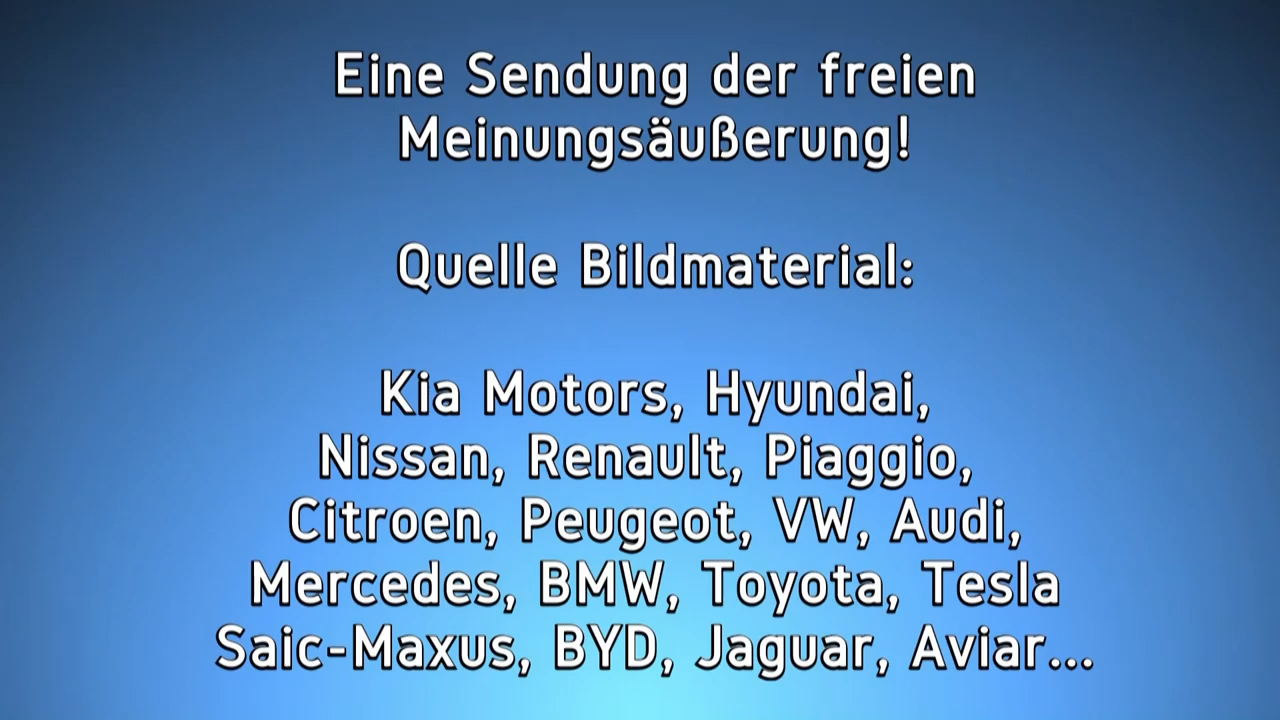 Eine Sendung der freien
Meinungsäußerung!
Quelle Bildmaterial:
Kia Motors, Hyundai,
Nissan, Renault, Piaggio,
Citroen, Peugeot, VW, Audi,
Mercedes, BMW, Toyota, Tesla
Saic-Maxus, BYD, Jaguar, Aviar...